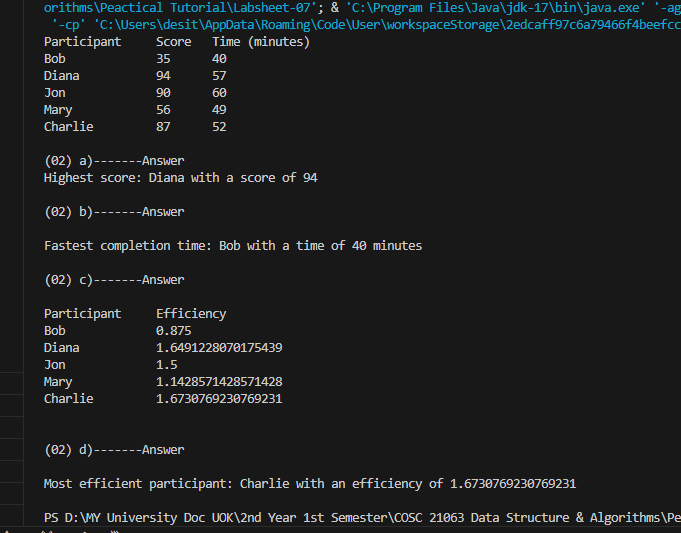 orithms\Peactical Tutorial\Labsheet-07'; & 'C:\Program Files\Java\jdk-17\bin\java.exe' '-ag
'-cp' 'C:\Users\desit\AppData\Roaming\Code\User\workspaceStorage\2edcaff97c6a79466f4beefcc
Participant Score Time (minutes)
Bob 35 40
Diana 94 57
Jon 90 60
Mary 56 49
Charlie 87 52
(02) a)-------Answer
Highest score: Diana with a score of 94
(02) b)-------Answer
Fastest completion time: Bob with a time of 40 minutes
(02) c)-------Answer
Participant Efficiency
Bob 0.875
Diana 1.6491228070175439
Jon 1.5
Mary 1.1428571428571428
Charlie 1.6730769230769231
(02) d)-------Answer
Most efficient participant: Charlie with an efficiency of 1.6730769230769231
PS D:\MY University Doc UOK\2nd Year 1st Semester\COSC 21063 Data Structure & Algorithms\Pe